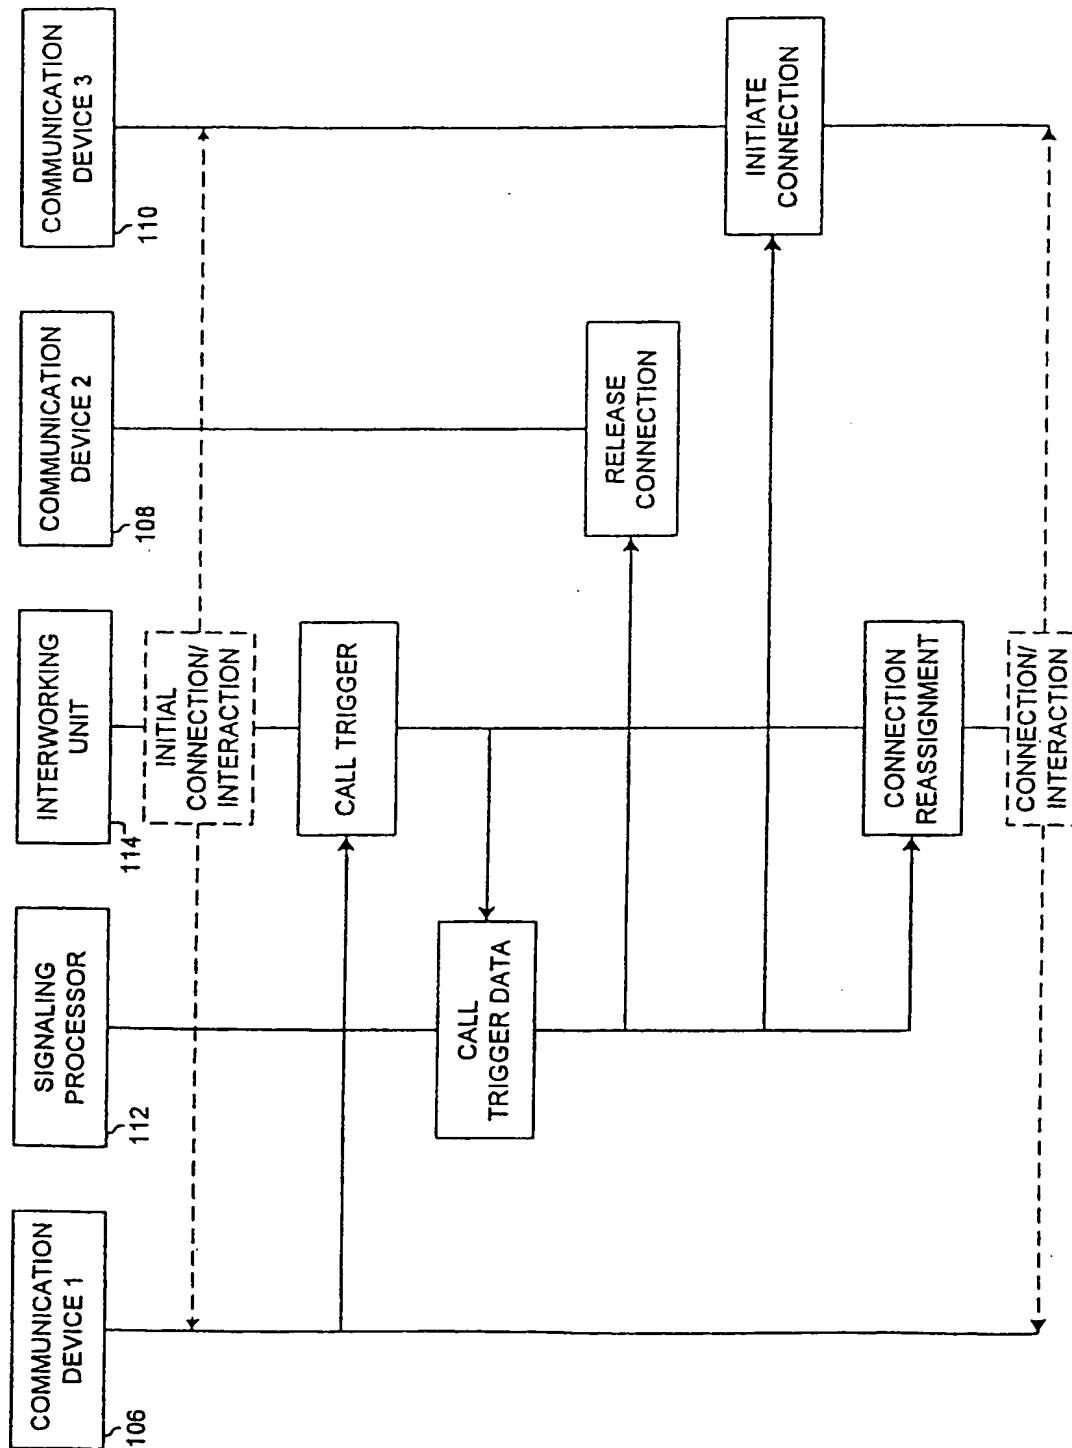 COMMUNICATION
DEVICE 1
106
SIGNALING
PROCESSOR
112
INTERWORKING
UNIT
114
COMMUNICATION
DEVICE 2
108
COMMUNICATION
DEVICE 3
110
INITIAL
CONNECTION/
INTERACTION
CALL TRIGGER
CALL
TRIGGER DATA
RELEASE
CONNECTION
INITIATE
CONNECTION
CONNECTION
REASSIGNMENT
CONNECTION/
INTERACTION